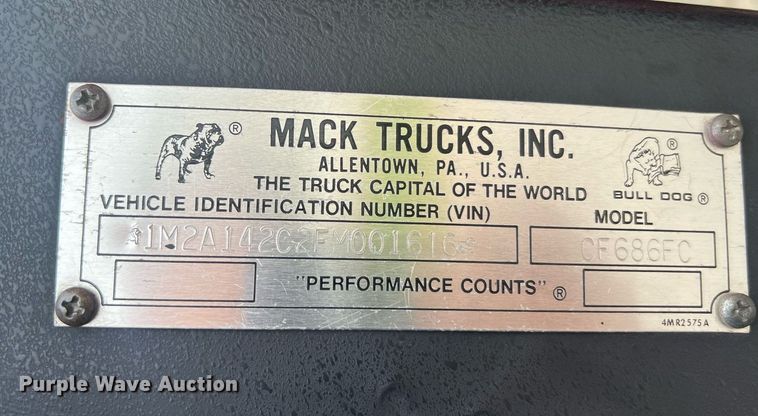 MACK TRUCKS, INC.
®
®
ALLENTOWN, PA., U.S.A.
THE TRUCK CAPITAL OF THE WORLD
BULL DOG ®
VEHICLE IDENTIFICATION NUMBER (VIN)
MODEL
1M2A142C2FM001616
CF686FC
"PERFORMANCE COUNTS" ®
4MR2575A
Purple Wave Auction